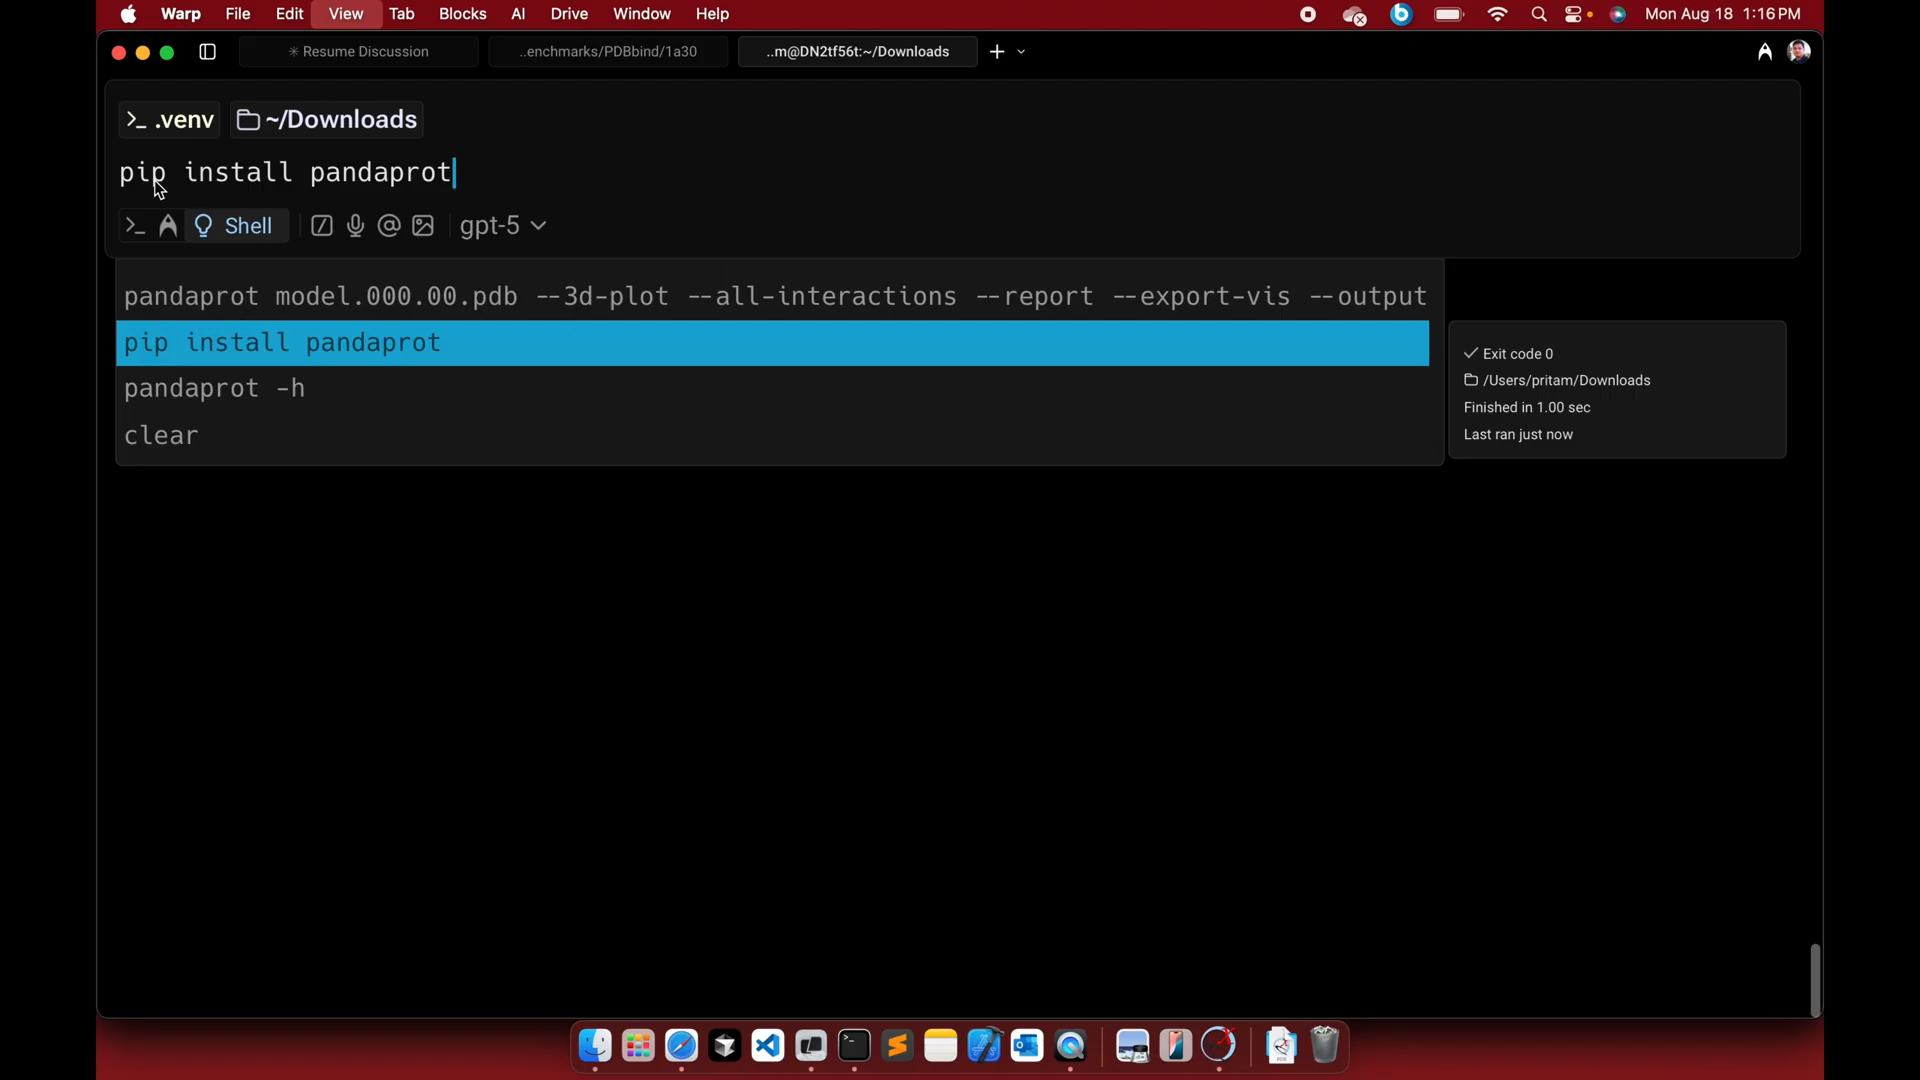 Warp File Edit View Tab Blocks AI Drive Window Help Mon Aug 18 1:16 PM
✳ Resume Discussion ..enchmarks/PDBbind/1a30 ..m@DN2tf56t:~/Downloads
>_ .venv ~/Downloads
pip install pandaprot
Shell gpt-5
pandaprot model.000.00.pdb --3d-plot --all-interactions --report --export-vis --output
pip install pandaprot
pandaprot -h
clear
Exit code 0
/Users/pritam/Downloads
Finished in 1.00 sec
Last ran just now